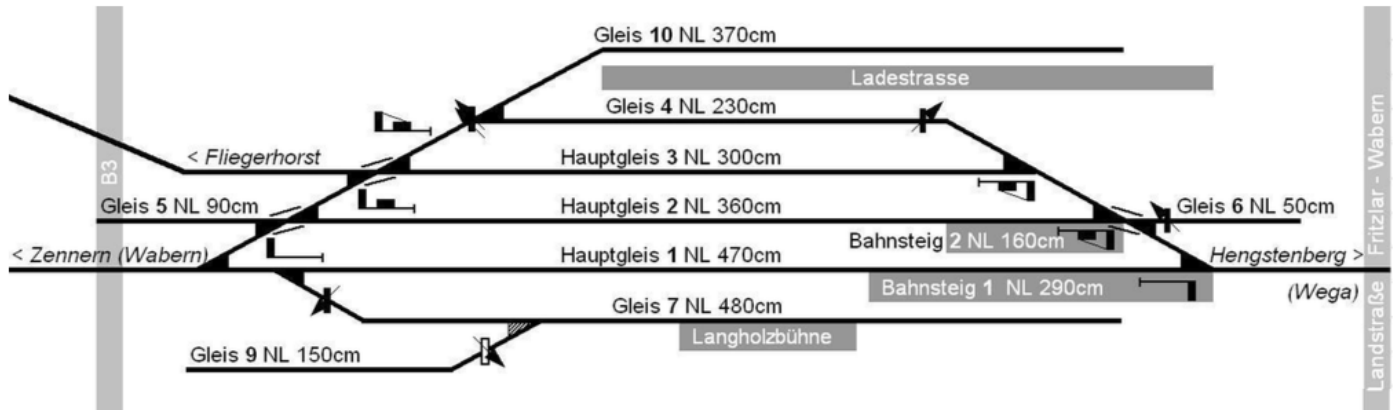 Gleis 10 NL 370cm
Ladestrasse
Gleis 4 NL 230cm
< Fliegerhorst
Hauptgleis 3 NL 300cm
B3
Gleis 5 NL 90cm
Hauptgleis 2 NL 360cm
Gleis 6 NL 50cm
Bahnsteig 2 NL 160cm
< Zennern (Wabern)
Hauptgleis 1 NL 470cm
Hengstenberg >
Bahnsteig 1 NL 290cm
(Wega)
Gleis 7 NL 480cm
Langholzbühne
Gleis 9 NL 150cm
Landstraße Fritzlar - Wabern